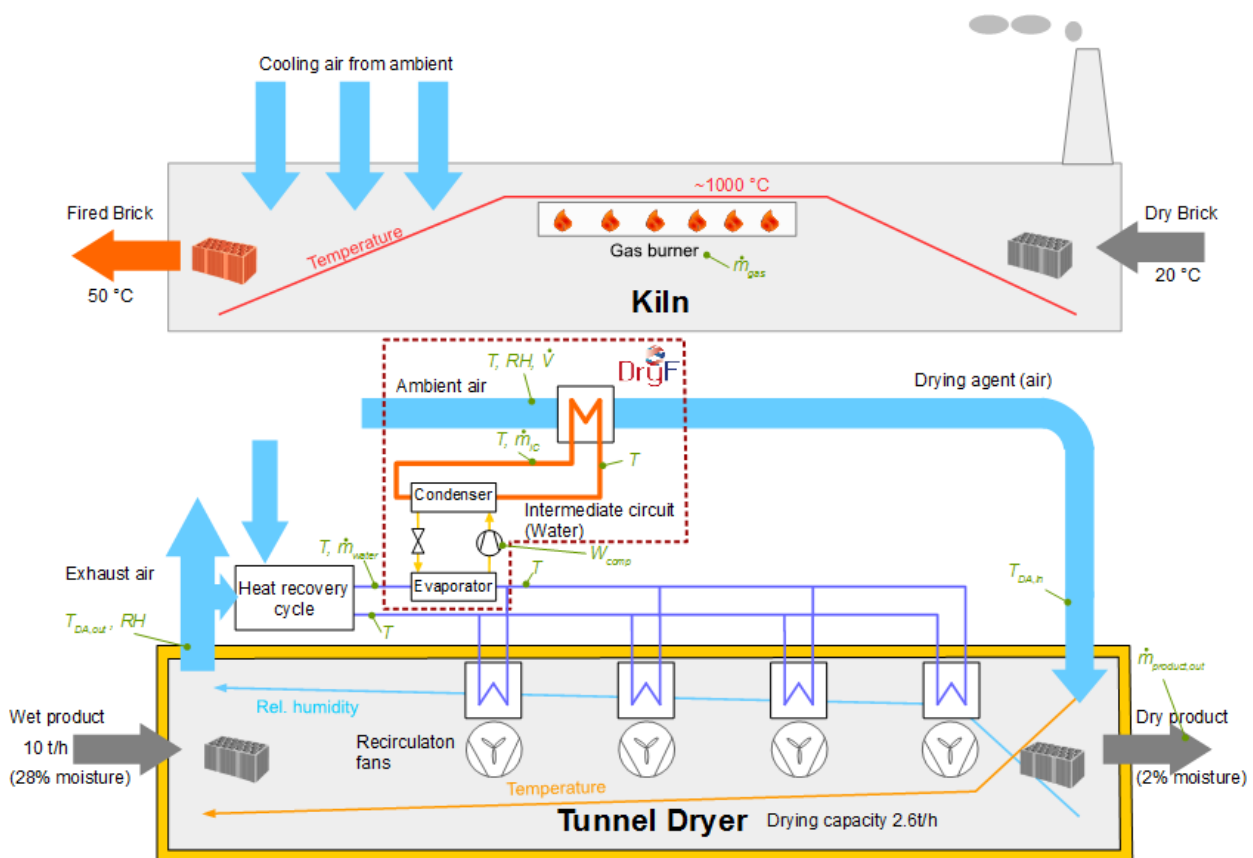 Cooling air from ambient
~1000 °C
Fired Brick
Dry Brick
Temperature
Gas burner
ṁgas
50 °C
20 °C
Kiln
T, RH, V̇
DryF
Ambient air
Drying agent (air)
T, ṁIC
T
Condenser
Intermediate circuit
(Water)
T, ṁwater
Wcomp
Exhaust air
Heat recovery
cycle
Evaporator
T
TDA,in
TDA,out, RH
T
ṁproduct,out
Rel. humidity
Wet product
10 t/h
(28% moisture)
Recirculaton
fans
Dry product
(2% moisture)
Temperature
Tunnel Dryer
Drying capacity 2.6t/h